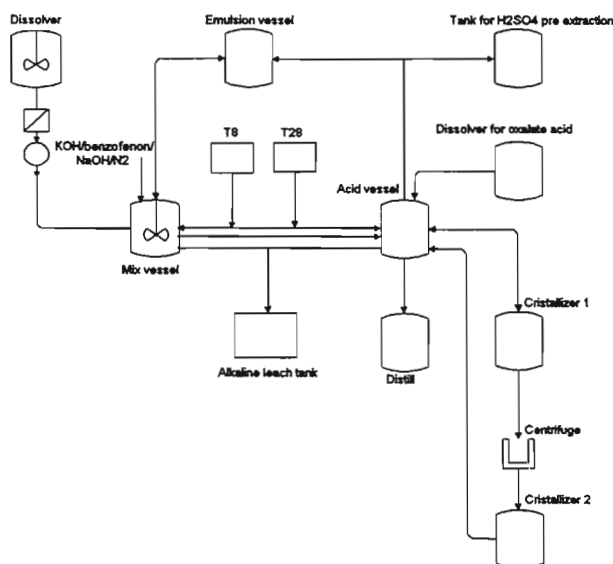 Dissolver
Emulsion vessel
Tank for H2SO4 pre extraction
KOH/benzofenon/
NaOH/N2
T8
T28
Dissolver for oxalate acid
Acid vessel
Mix vessel
Alkaline leach tank
Distill
Cristallizer 1
Centrifuge
Cristallizer 2